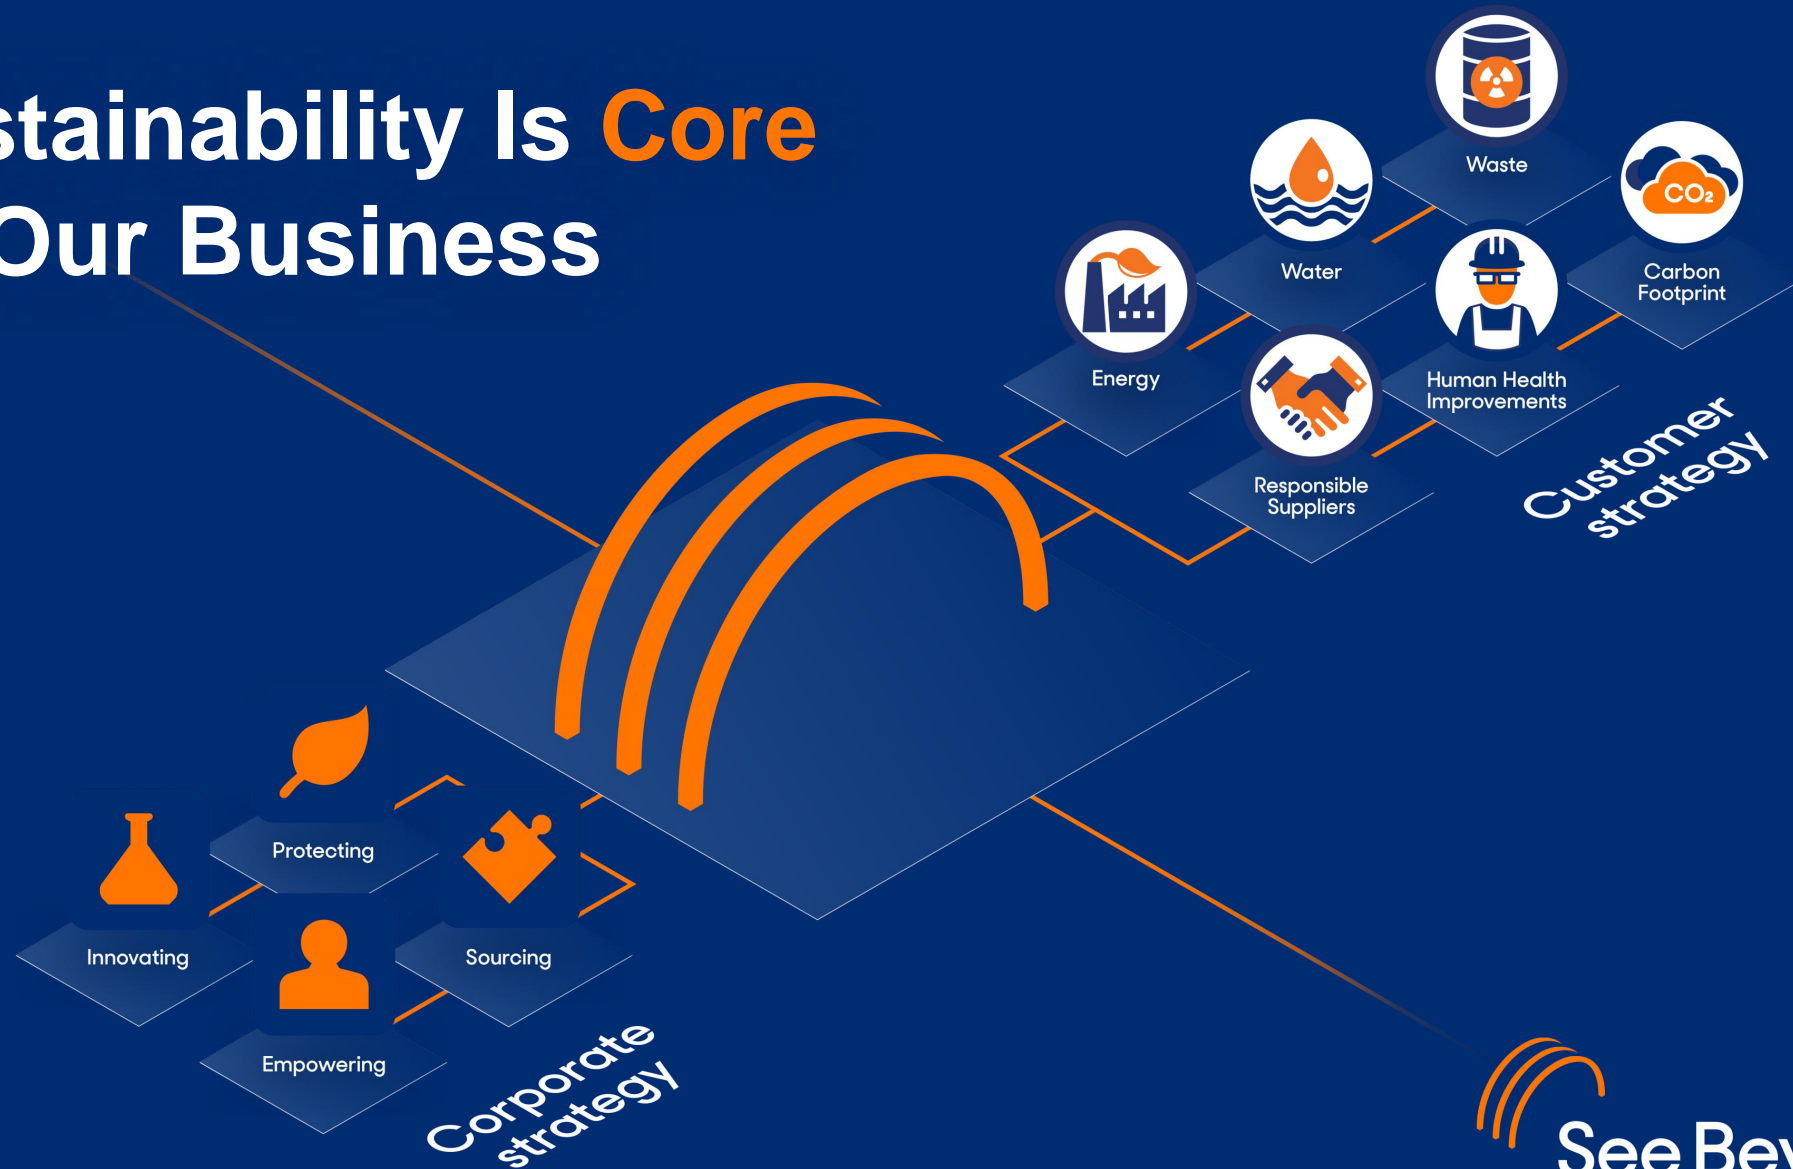 stainability Is Core
Our Business
Waste
Water
Carbon
Footprint
Energy
Human Health
Improvements
Responsible
Suppliers
Customer
strategy
CO₂
Protecting
Innovating
Sourcing
Empowering
Corporate
strategy
See Bey